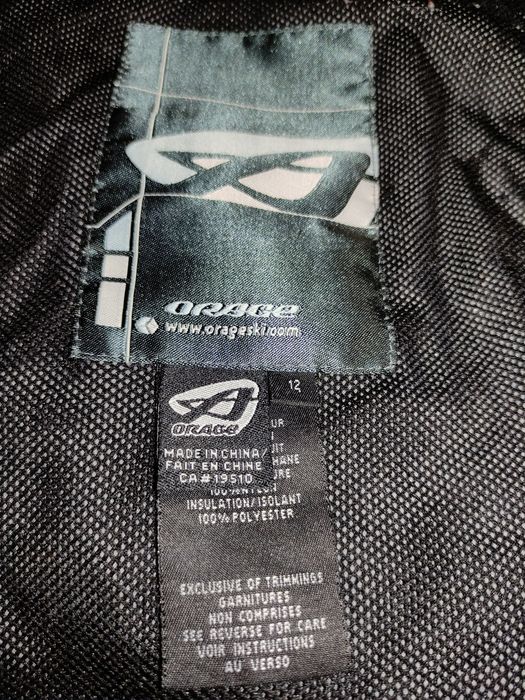 ORAGE
www.orageski.com
12
ORAGE
MADE IN CHINA/
FAIT EN CHINE
CA# 19510
INSULATION/ISOLANT
100% POLYESTER
EXCLUSIVE OF TRIMMINGS
GARNITURES
NON COMPRISES
SEE REVERSE FOR CARE
VOIR INSTRUCTIONS
AU VERSO